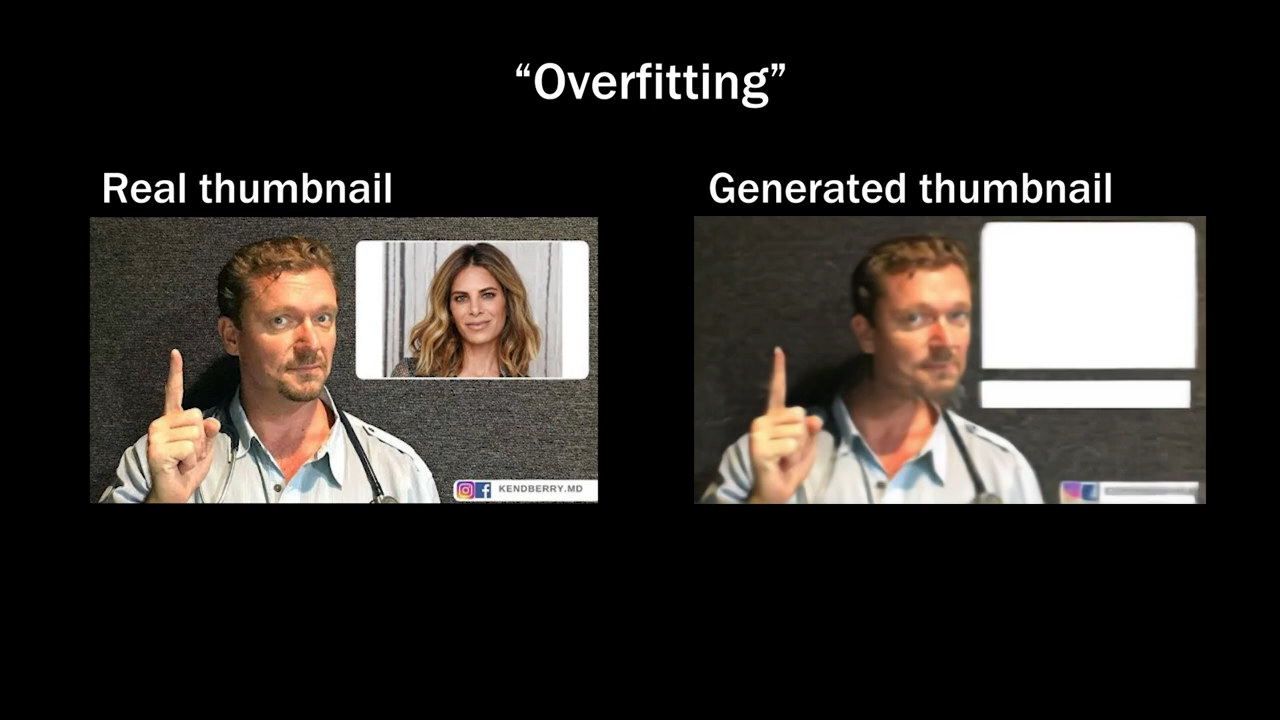 “Overfitting”
Real thumbnail
Generated thumbnail
KENDBERRY.MD